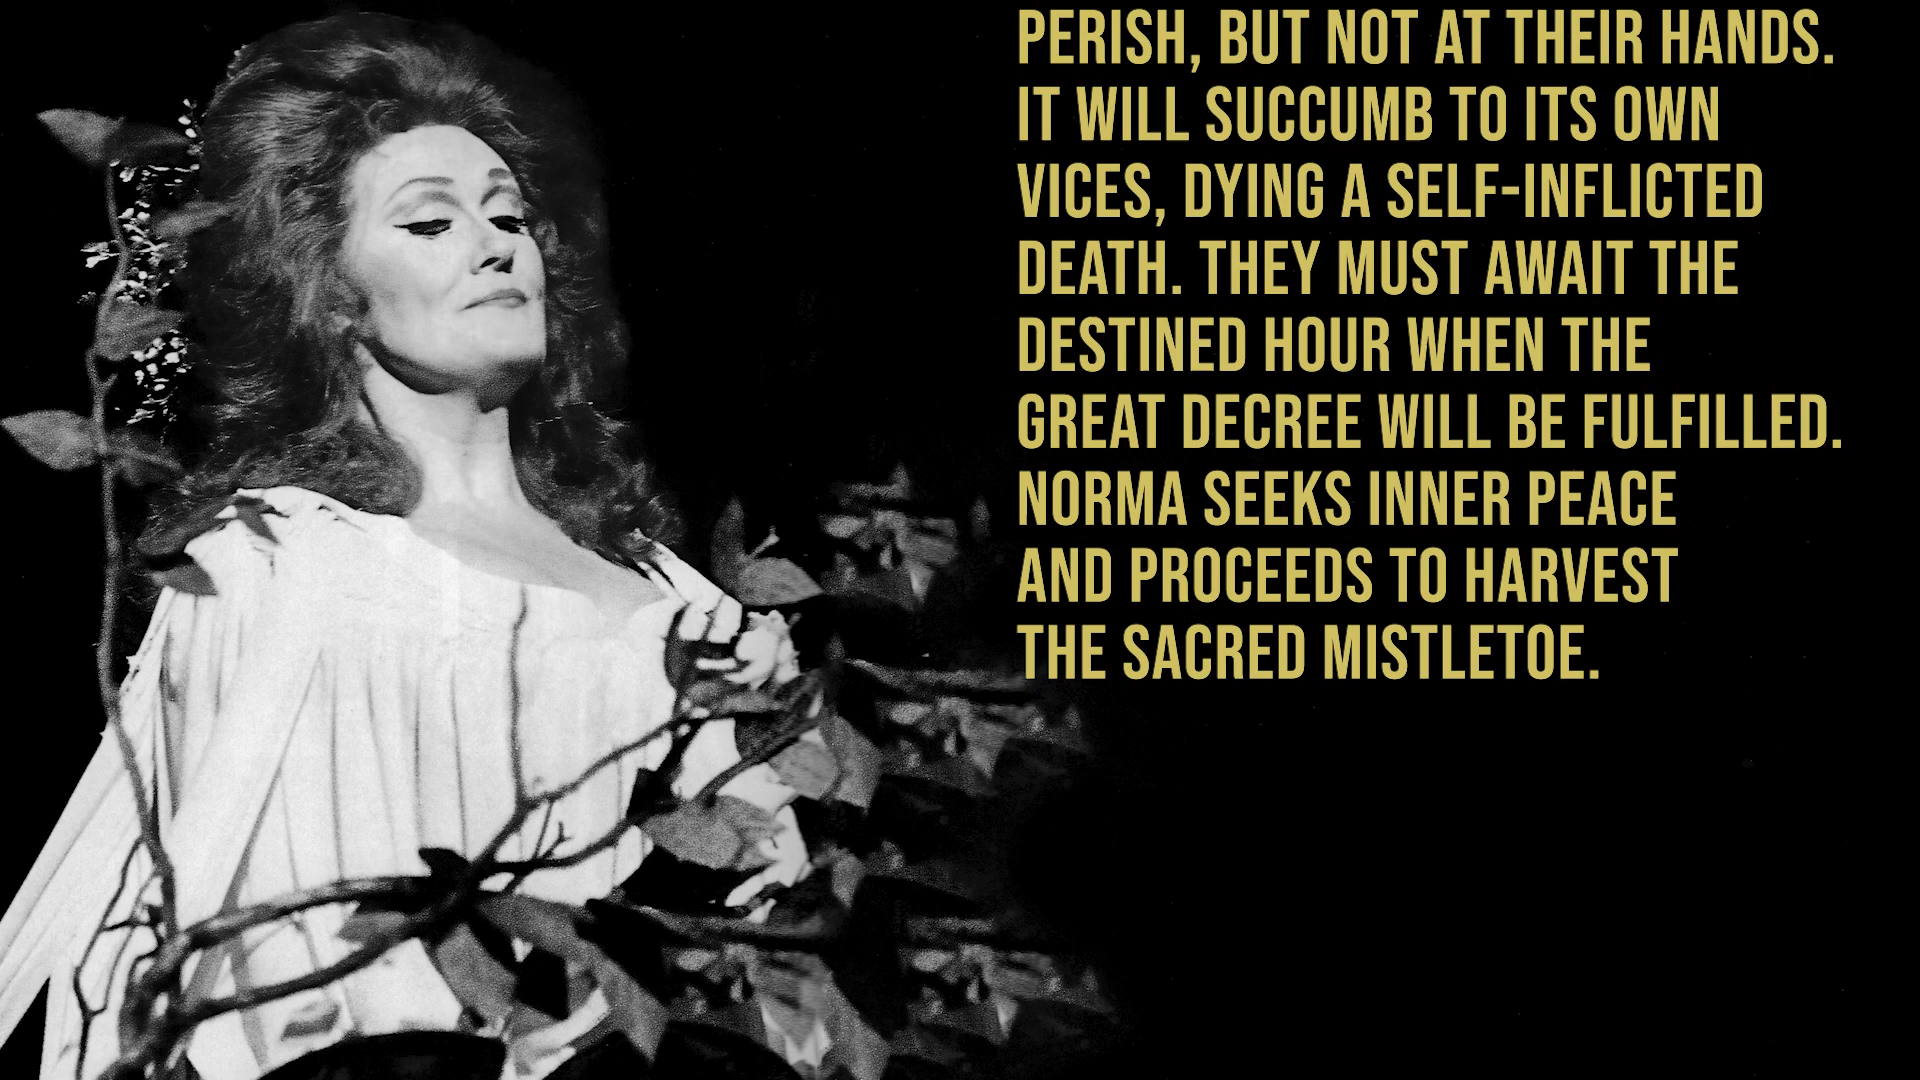 PERISH, BUT NOT AT THEIR HANDS.
IT WILL SUCCUMB TO ITS OWN
VICES, DYING A SELF-INFLICTED
DEATH. THEY MUST AWAIT THE
DESTINED HOUR WHEN THE
GREAT DECREE WILL BE FULFILLED.
NORMA SEEKS INNER PEACE
AND PROCEEDS TO HARVEST
THE SACRED MISTLETOE.